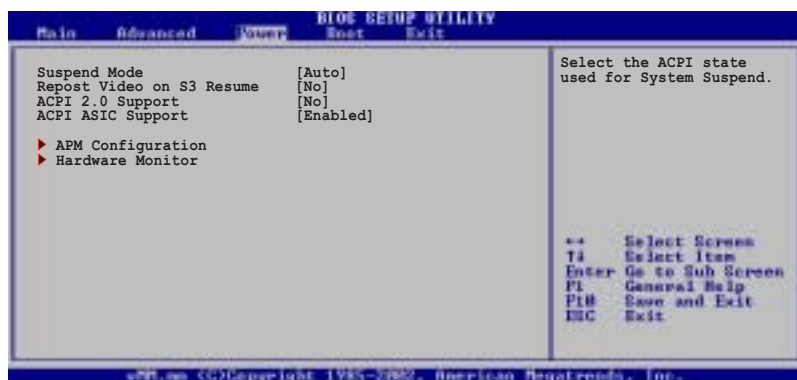 BIOS SETUP UTILITY
Main Advanced Power Boot Exit
Suspend Mode [Auto]
Repost Video on S3 Resume [No]
ACPI 2.0 Support [No]
ACPI ASIC Support [Enabled]
APM Configuration
Hardware Monitor
Select the ACPI state
used for System Suspend.
←→ Select Screen
↑↓ Select Item
Enter Go to Sub Screen
F1 General Help
F10 Save and Exit
ESC Exit
(C)Copyright 1985-2002, American Megatrends, Inc.